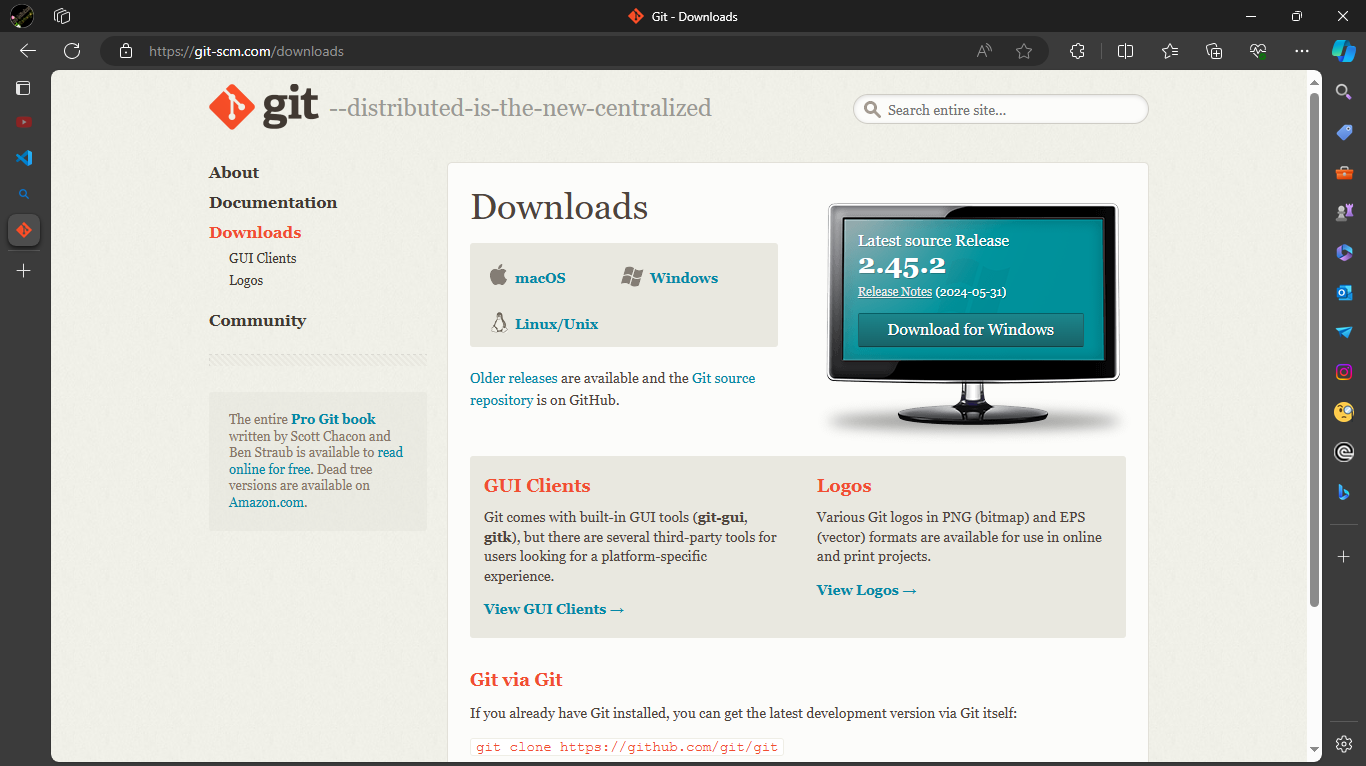 Git - Downloads
https://git-scm.com/downloads
git --distributed-is-the-new-centralized
Search entire site...
About
Documentation
Downloads
GUI Clients
Logos
Community
The entire Pro Git book
written by Scott Chacon and
Ben Straub is available to read
online for free. Dead tree
versions are available on
Amazon.com.
Downloads
macOS
Windows
Linux/Unix
Older releases are available and the Git source
repository is on GitHub.
Latest source Release
2.45.2
Release Notes (2024-05-31)
Download for Windows
GUI Clients
Git comes with built-in GUI tools (git-gui,
gitk), but there are several third-party tools for
users looking for a platform-specific
experience.
View GUI Clients →
Logos
Various Git logos in PNG (bitmap) and EPS
(vector) formats are available for use in online
and print projects.
View Logos →
Git via Git
If you already have Git installed, you can get the latest development version via Git itself:
git clone https://github.com/git/git